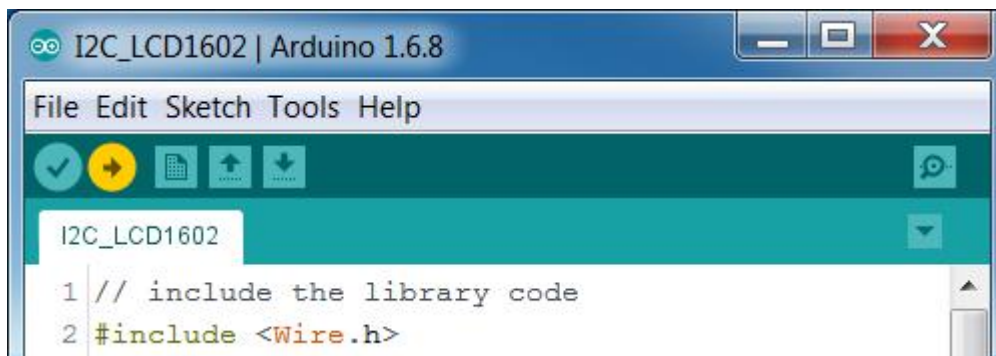 I2C_LCD1602 | Arduino 1.6.8
File Edit Sketch Tools Help
I2C_LCD1602
1 // include the library code
2 #include <Wire.h>